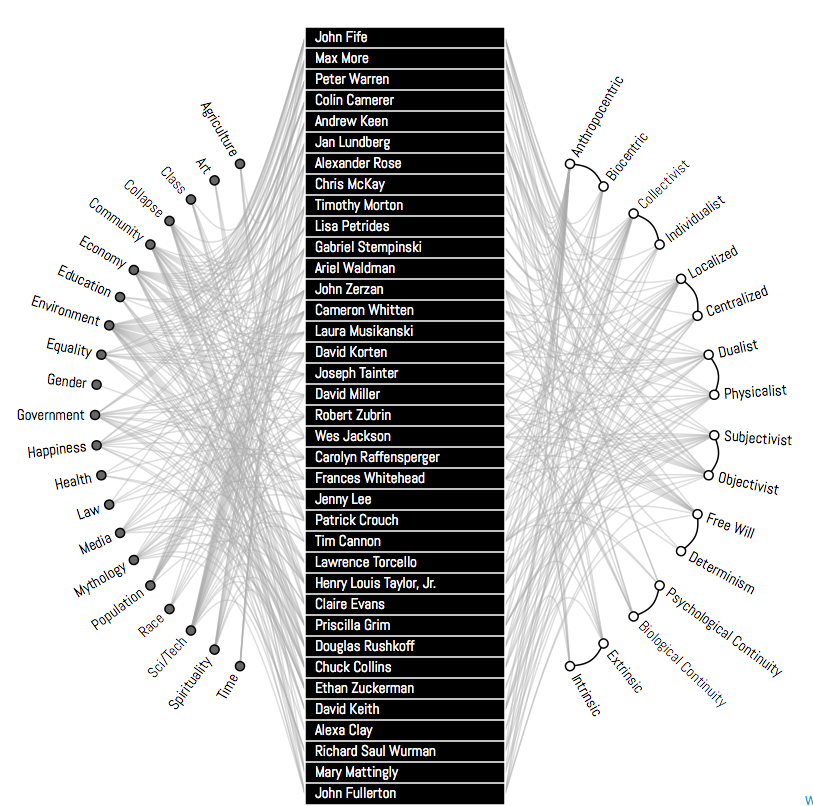 John Fife
Max More
Peter Warren
Colin Camerer
Andrew Keen
Jan Lundberg
Alexander Rose
Chris McKay
Timothy Morton
Lisa Petrides
Gabriel Stempinski
Ariel Waldman
John Zerzan
Cameron Whitten
Laura Musikanski
David Korten
Joseph Tainter
David Miller
Robert Zubrin
Wes Jackson
Carolyn Raffensperger
Frances Whitehead
Jenny Lee
Patrick Crouch
Tim Cannon
Lawrence Torcello
Henry Louis Taylor, Jr.
Claire Evans
Priscilla Grim
Douglas Rushkoff
Chuck Collins
Ethan Zuckerman
David Keith
Alexa Clay
Richard Saul Wurman
Mary Mattingly
John Fullerton
Agriculture
Art
Class
Collapse
Community
Economy
Education
Environment
Equality
Gender
Government
Happiness
Health
Law
Media
Mythology
Population
Race
Sci/Tech
Spirituality
Time
Anthropocentric
Biocentric
Collectivist
Individualist
Localized
Centralized
Dualist
Physicalist
Subjectivist
Objectivist
Free Will
Determinism
Psychological Continuity
Biological Continuity
Extrinsic
Intrinsic